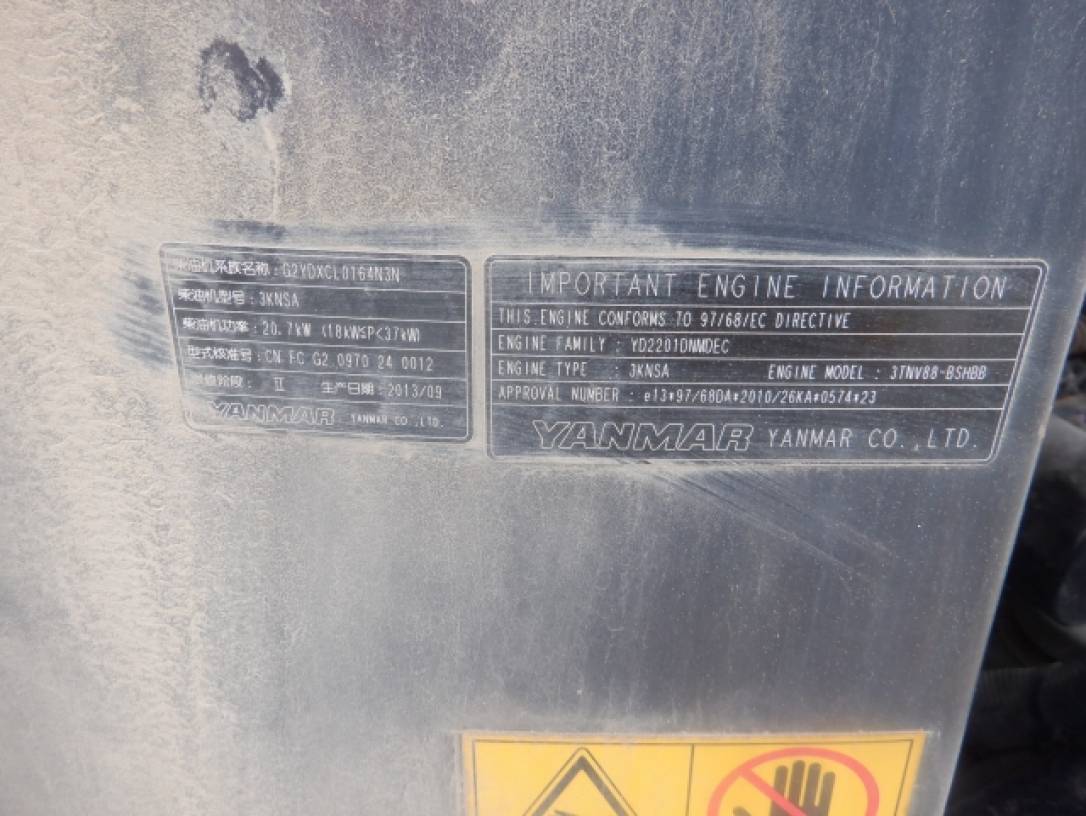 柴油机系族名称：G2YDXCL0164N3N
柴油机型号：3KNSA
柴油机功率：20.7kW (18kW≤P<37kW)
型式核准号：CN FC G2 0970 24 0012
阶段：Ⅱ 生产日期：2013/09
YANMAR YANMAR CO.,LTD.
IMPORTANT ENGINE INFORMATION
THIS ENGINE CONFORMS TO 97/68/EC DIRECTIVE
ENGINE FAMILY : YD2201DNMDEC
ENGINE TYPE : 3KNSA ENGINE MODEL : 3TNV88-BSHBB
APPROVAL NUMBER : e13*97/68DA*2010/26KA*0574*23
YANMAR YANMAR CO.,LTD.